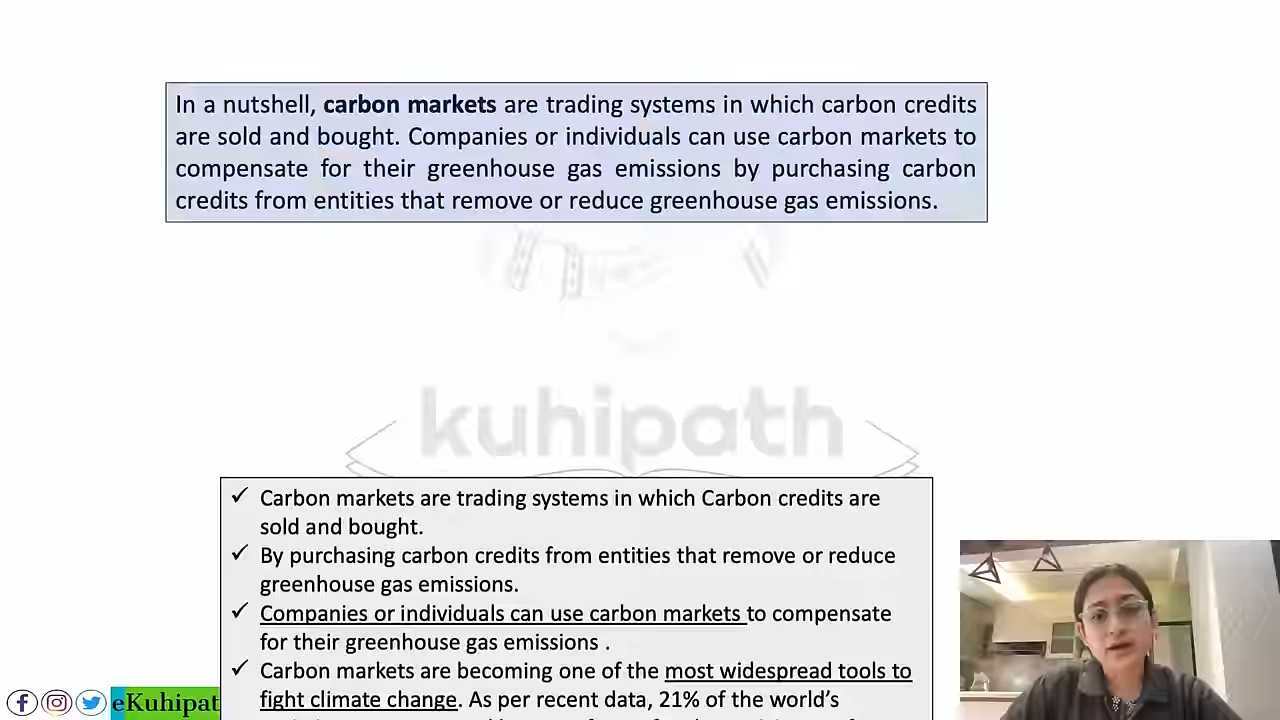 In a nutshell, carbon markets are trading systems in which carbon credits
are sold and bought. Companies or individuals can use carbon markets to
compensate for their greenhouse gas emissions by purchasing carbon
credits from entities that remove or reduce greenhouse gas emissions.
kuhipath
✓ Carbon markets are trading systems in which Carbon credits are
sold and bought.
✓ By purchasing carbon credits from entities that remove or reduce
greenhouse gas emissions.
✓ Companies or individuals can use carbon markets to compensate
for their greenhouse gas emissions .
✓ Carbon markets are becoming one of the most widespread tools to
fight climate change. As per recent data, 21% of the world's
eKuhipat